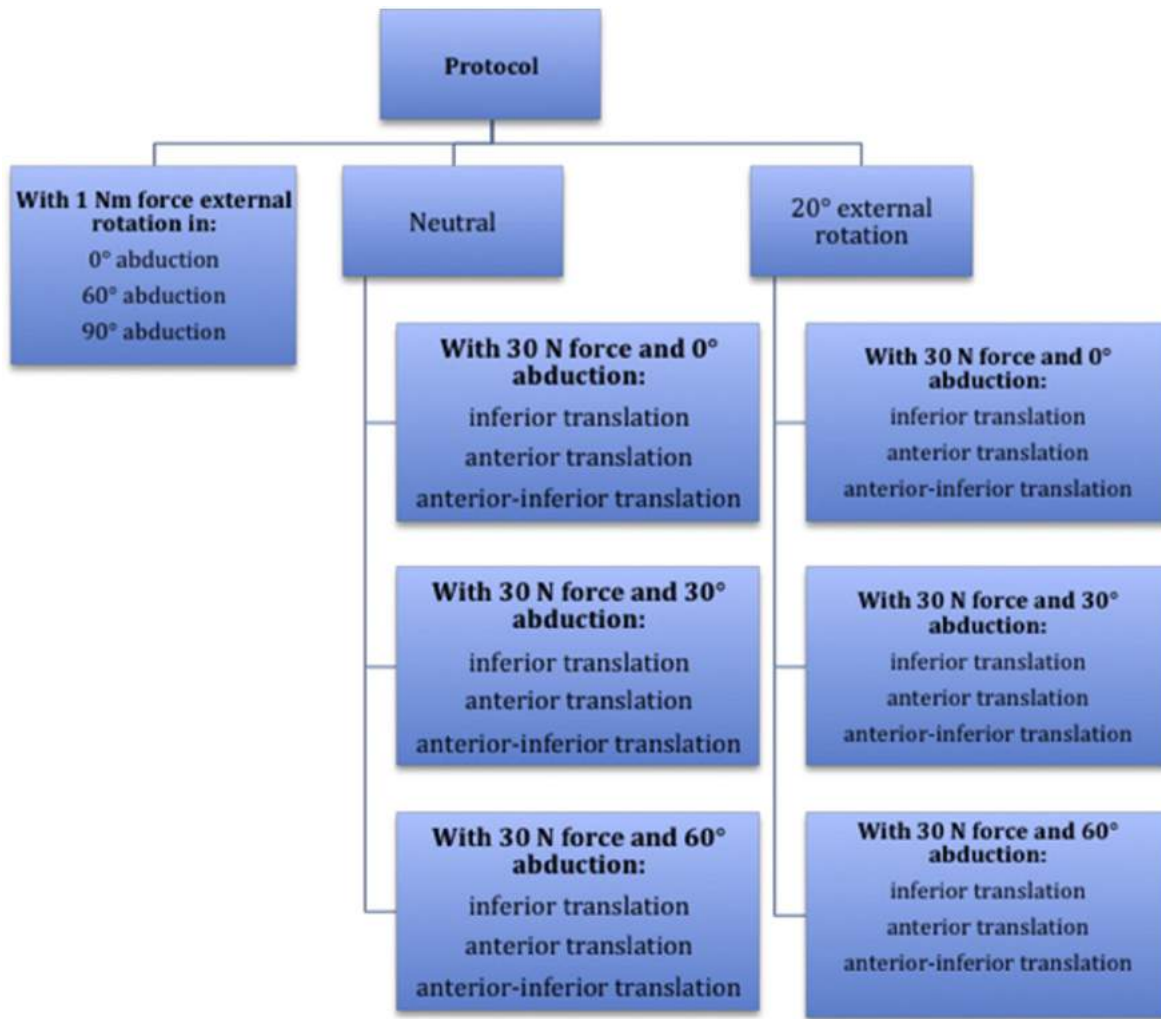 Protocol
With 1 Nm force external
rotation in:
0° abduction
60° abduction
90° abduction
Neutral
20° external
rotation
With 30 N force and 0°
abduction:
inferior translation
anterior translation
anterior-inferior translation
With 30 N force and 30°
abduction:
inferior translation
anterior translation
anterior-inferior translation
With 30 N force and 60°
abduction:
inferior translation
anterior translation
anterior-inferior translation
With 30 N force and 0°
abduction:
inferior translation
anterior translation
anterior-inferior translation
With 30 N force and 30°
abduction:
inferior translation
anterior translation
anterior-inferior translation
With 30 N force and 60°
abduction:
inferior translation
anterior translation
anterior-inferior translation